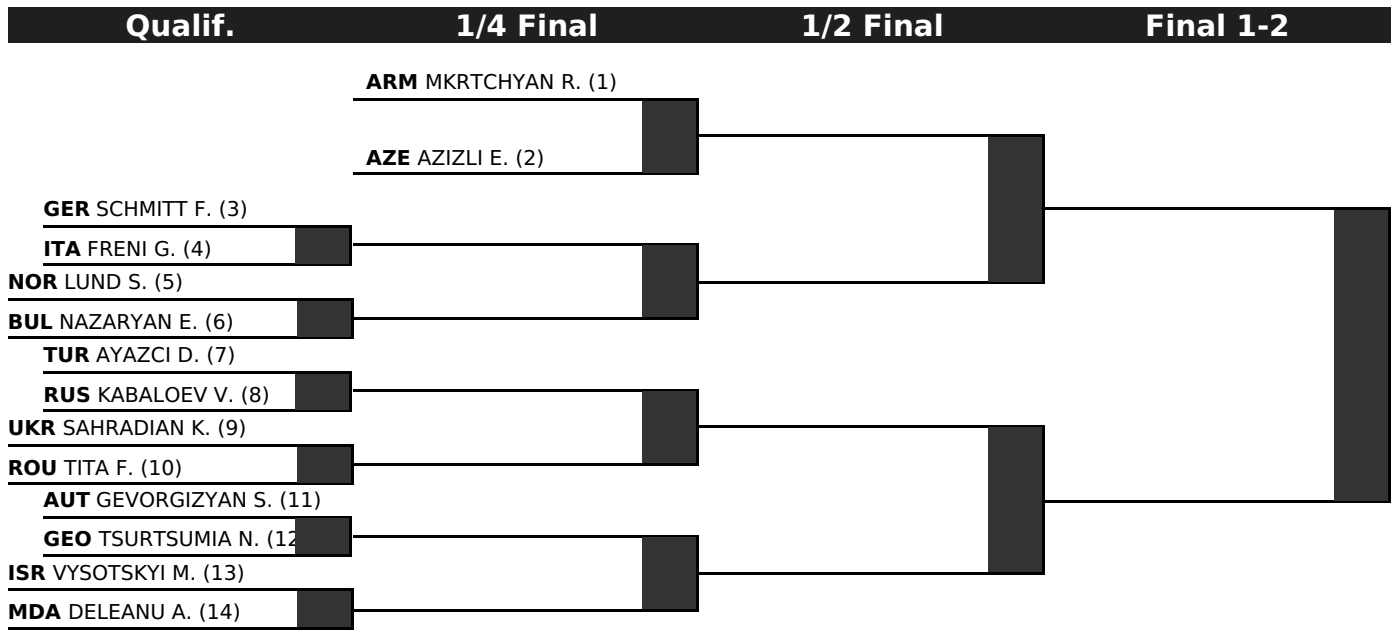 Qualif. 1/4 Final 1/2 Final Final 1-2
ARM MKRTCHYAN R. (1)
AZE AZIZLI E. (2)
GER SCHMITT F. (3)
ITA FRENI G. (4)
NOR LUND S. (5)
BUL NAZARYAN E. (6)
TUR AYAZCI D. (7)
RUS KABALOEV V. (8)
UKR SAHRADIAN K. (9)
ROU TITA F. (10)
AUT GEVORGIZYAN S. (11)
GEO TSURTSUMIA N. (12
ISR VYSOTSKYI M. (13)
MDA DELEANU A. (14)